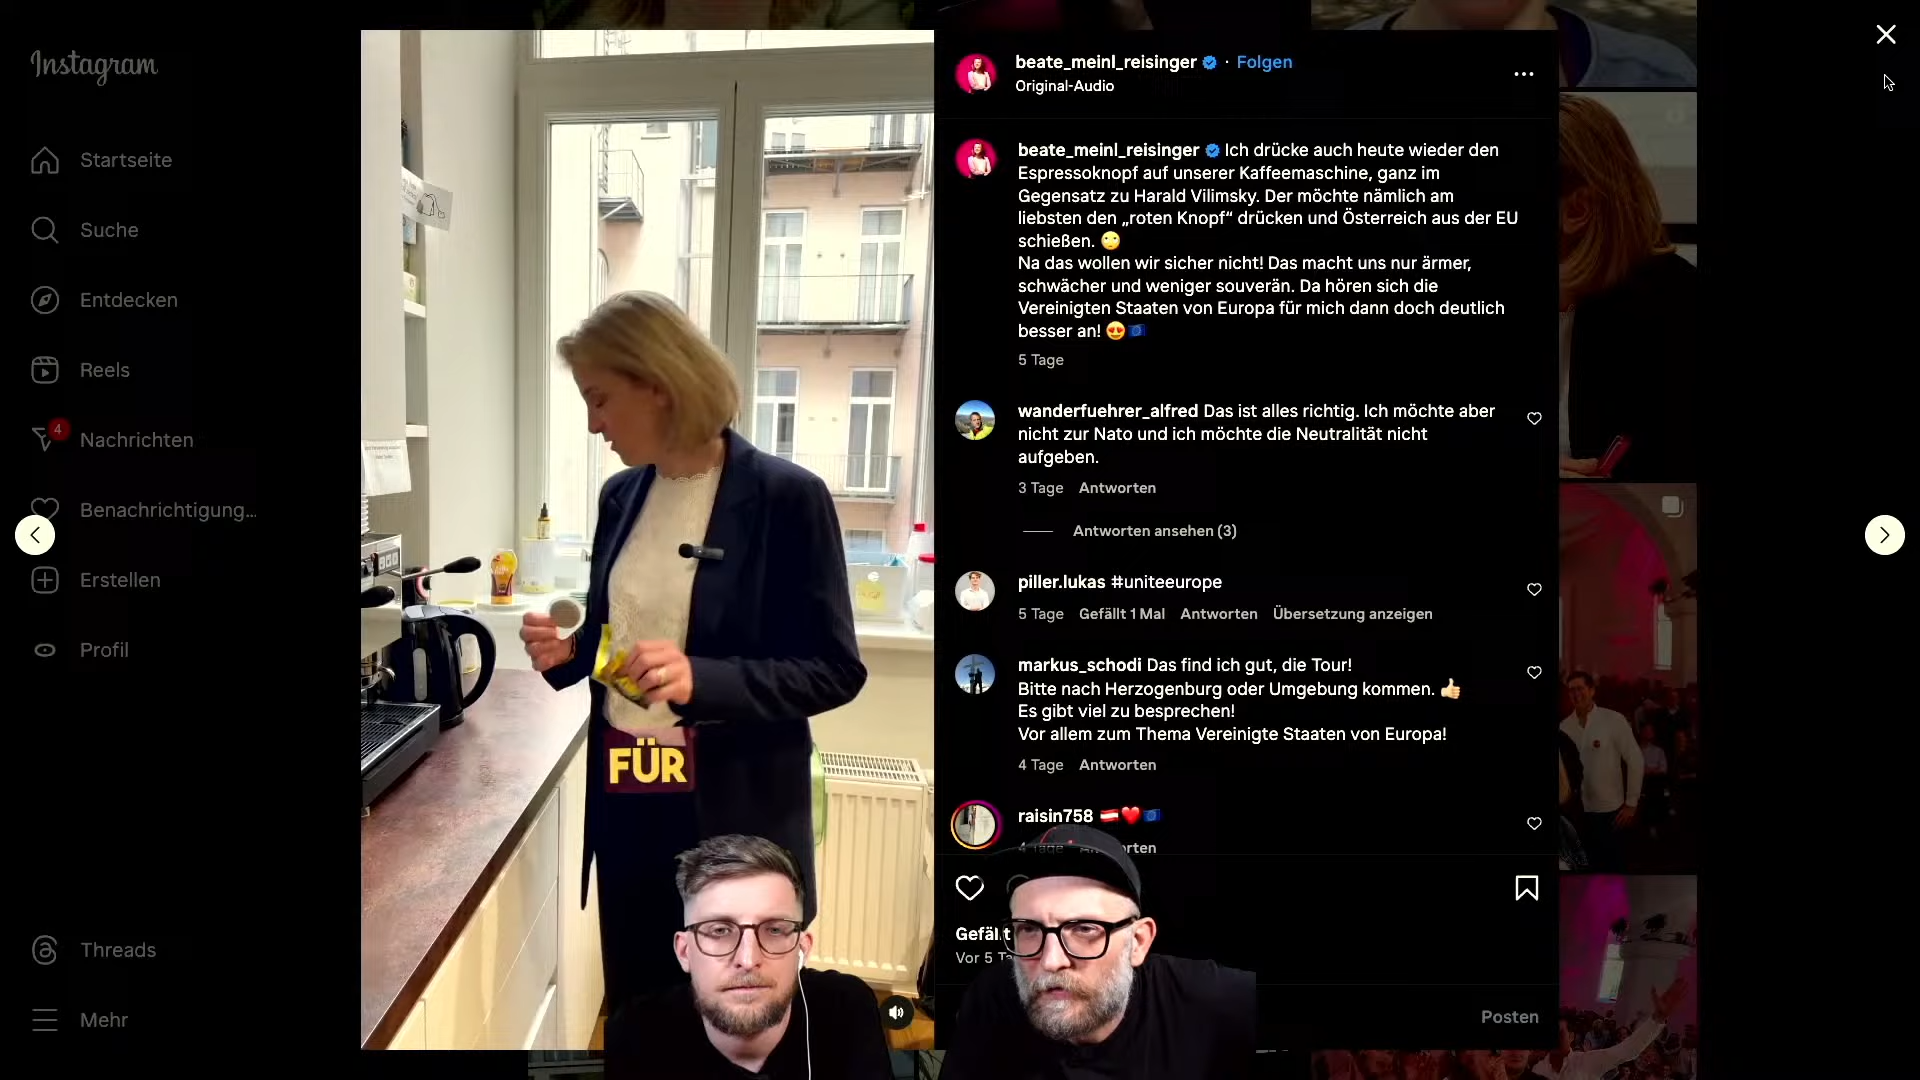 Instagram
Startseite
Suche
Entdecken
Reels
4
Nachrichten
Benachrichtigung...
Erstellen
Profil
Threads
Mehr
FÜR
beate_meinl_reisinger · Folgen
Original-Audio
beate_meinl_reisinger Ich drücke auch heute wieder den
Espressoknopf auf unserer Kaffeemaschine, ganz im
Gegensatz zu Harald Vilimsky. Der möchte nämlich am
liebsten den „roten Knopf“ drücken und Österreich aus der EU
schießen. 🙄
Na das wollen wir sicher nicht! Das macht uns nur ärmer,
schwächer und weniger souverän. Da hören sich die
Vereinigten Staaten von Europa für mich dann doch deutlich
besser an! 😍🇪🇺
5 Tage
wanderfuehrer_alfred Das ist alles richtig. Ich möchte aber
nicht zur Nato und ich möchte die Neutralität nicht
aufgeben.
3 Tage Antworten
Antworten ansehen (3)
piller.lukas #uniteeurope
5 Tage Gefällt 1 Mal Antworten Übersetzung anzeigen
markus_schodi Das find ich gut, die Tour!
Bitte nach Herzogenburg oder Umgebung kommen. 👍🏻
Es gibt viel zu besprechen!
Vor allem zum Thema Vereinigte Staaten von Europa!
4 Tage Antworten
raisin758 🇦🇹❤️🇪🇺
4 Tage
Gefällt
Vor 5
Posten